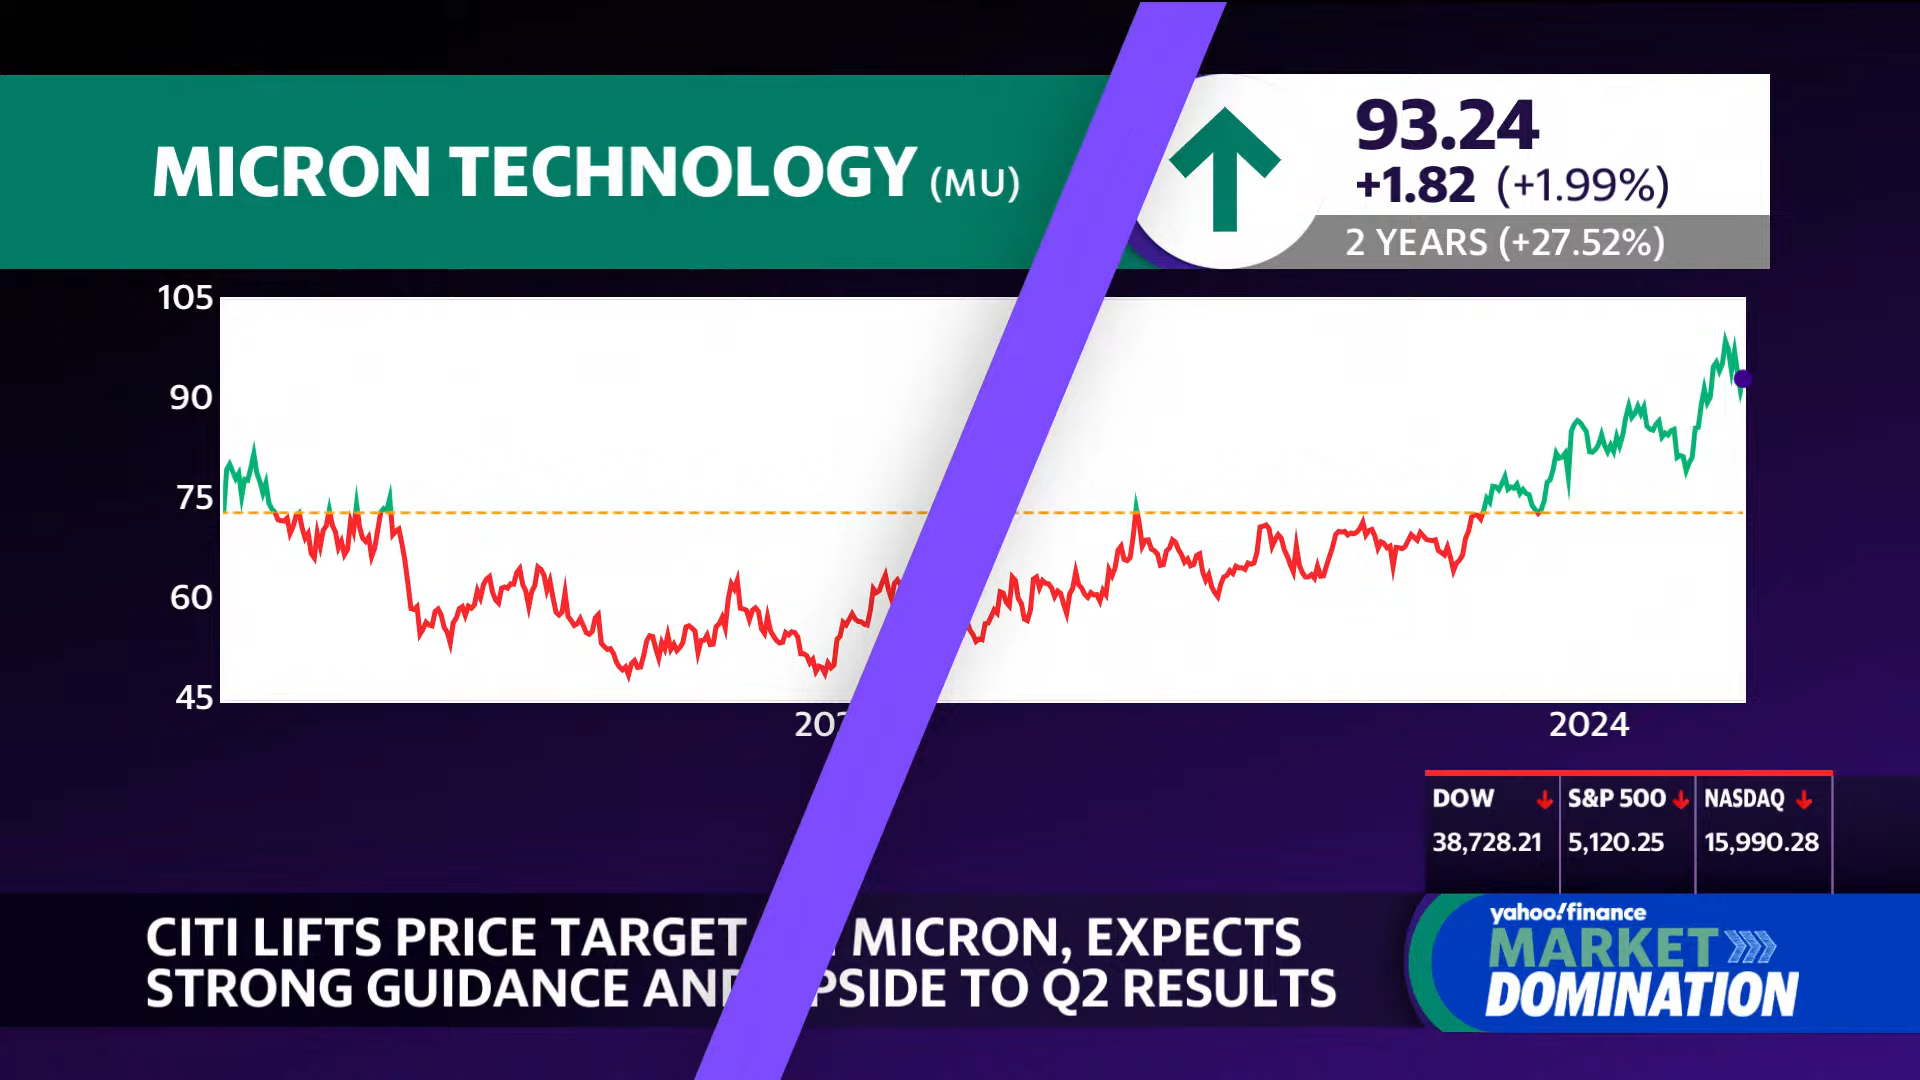 MICRON TECHNOLOGY (MU)
93.24
+1.82 (+1.99%)
2 YEARS (+27.52%)
105
90
75
60
45
2024
DOW S&P 500 NASDAQ
38,728.21 5,120.25 15,990.28
CITI LIFTS PRICE TARGET MICRON, EXPECTS
STRONG GUIDANCE AND TO Q2 RESULTS
yahoo!finance
MARKET
DOMINATION